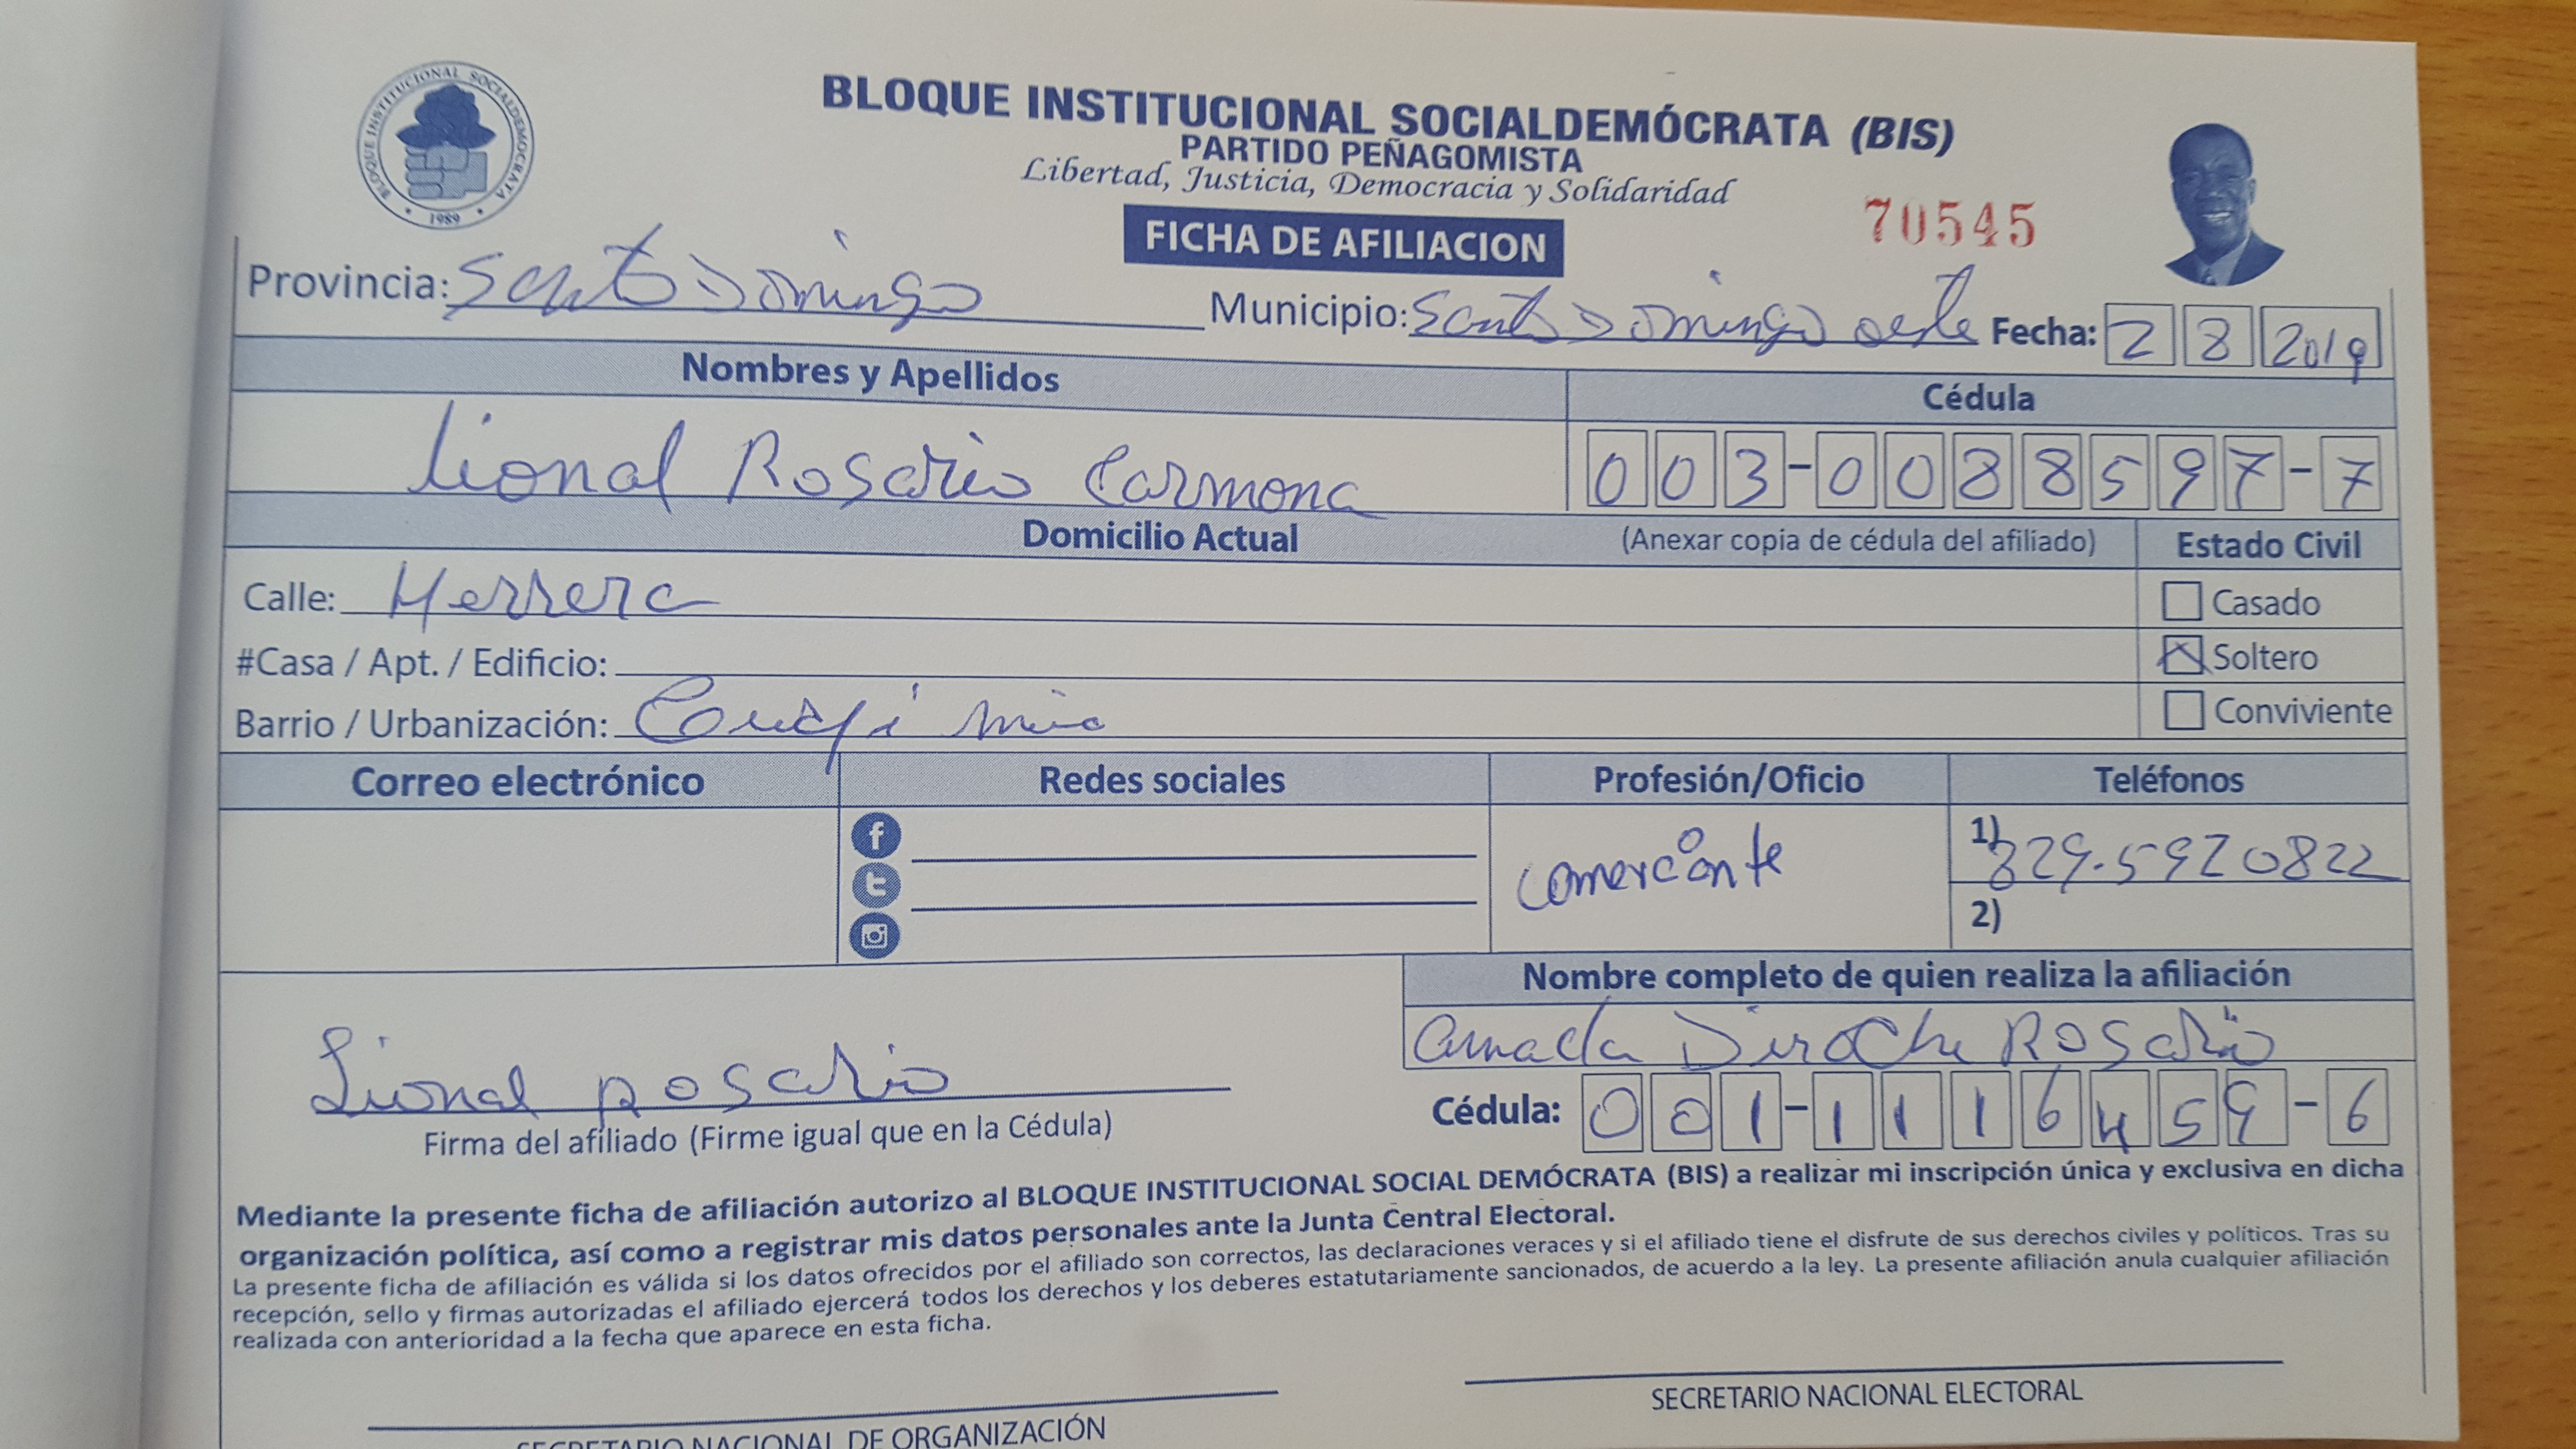 BLOQUE INSTITUCIONAL SOCIALDEMÓCRATA
1989
BLOQUE INSTITUCIONAL SOCIALDEMÓCRATA (BIS)
PARTIDO PEÑAGOMISTA
Libertad, Justicia, Democracia y Solidaridad
FICHA DE AFILIACION
70545
Provincia: Santo Domingo Municipio: Santo Domingo oeste Fecha: 2 8 2019
Nombres y Apellidos Cédula
Lional Rosario Carmona 003-0088597-7
Domicilio Actual (Anexar copia de cédula del afiliado) Estado Civil
Calle: Herrera Casado
#Casa / Apt. / Edificio: Soltero
Barrio / Urbanización: Conviviente
Correo electrónico Redes sociales Profesión/Oficio Teléfonos
comerciante 1) 829-5920822
2)
Nombre completo de quien realiza la afiliación
Amada Rosario
Lional Rosario Cédula: 001-1116459-6
Firma del afiliado (Firme igual que en la Cédula)
Mediante la presente ficha de afiliación autorizo al BLOQUE INSTITUCIONAL SOCIAL DEMÓCRATA (BIS) a realizar mi inscripción única y exclusiva en dicha
organización política, así como a registrar mis datos personales ante la Junta Central Electoral.
La presente ficha de afiliación es válida si los datos ofrecidos por el afiliado son correctos, las declaraciones veraces y si el afiliado tiene el disfrute de sus derechos civiles y políticos. Tras su
recepción, sello y firmas autorizadas el afiliado ejercerá todos los derechos y los deberes estatutariamente sancionados, de acuerdo a la ley. La presente afiliación anula cualquier afiliación
realizada con anterioridad a la fecha que aparece en esta ficha.
SECRETARIO NACIONAL DE ORGANIZACIÓN SECRETARIO NACIONAL ELECTORAL